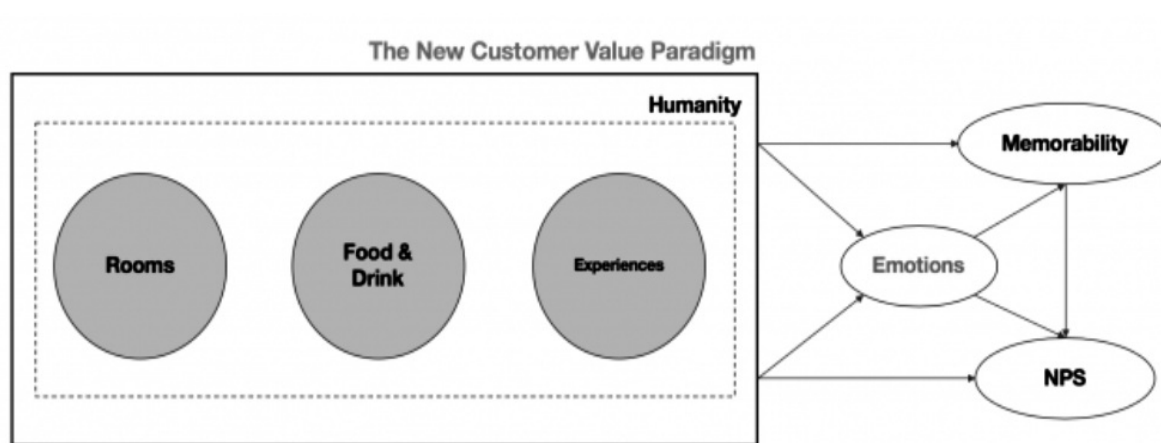 The New Customer Value Paradigm
Humanity
Memorability
Rooms
Food &
Drink
Experiences
Emotions
NPS